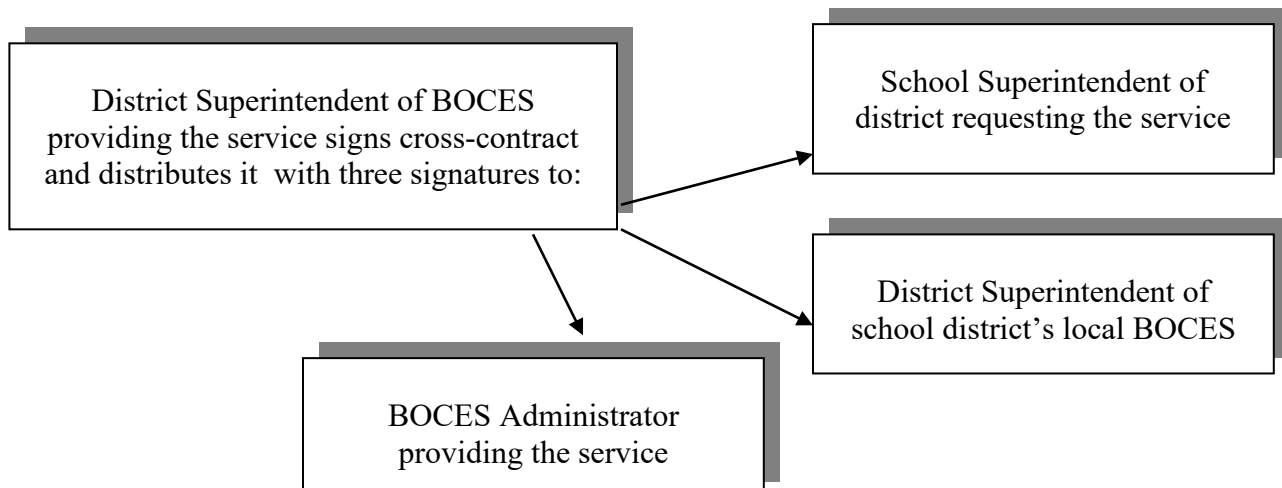 District Superintendent of BOCES
providing the service signs cross-contract
and distributes it  with three signatures to:
School Superintendent of
district requesting the service
District Superintendent of
school district’s local BOCES
BOCES Administrator
providing the service